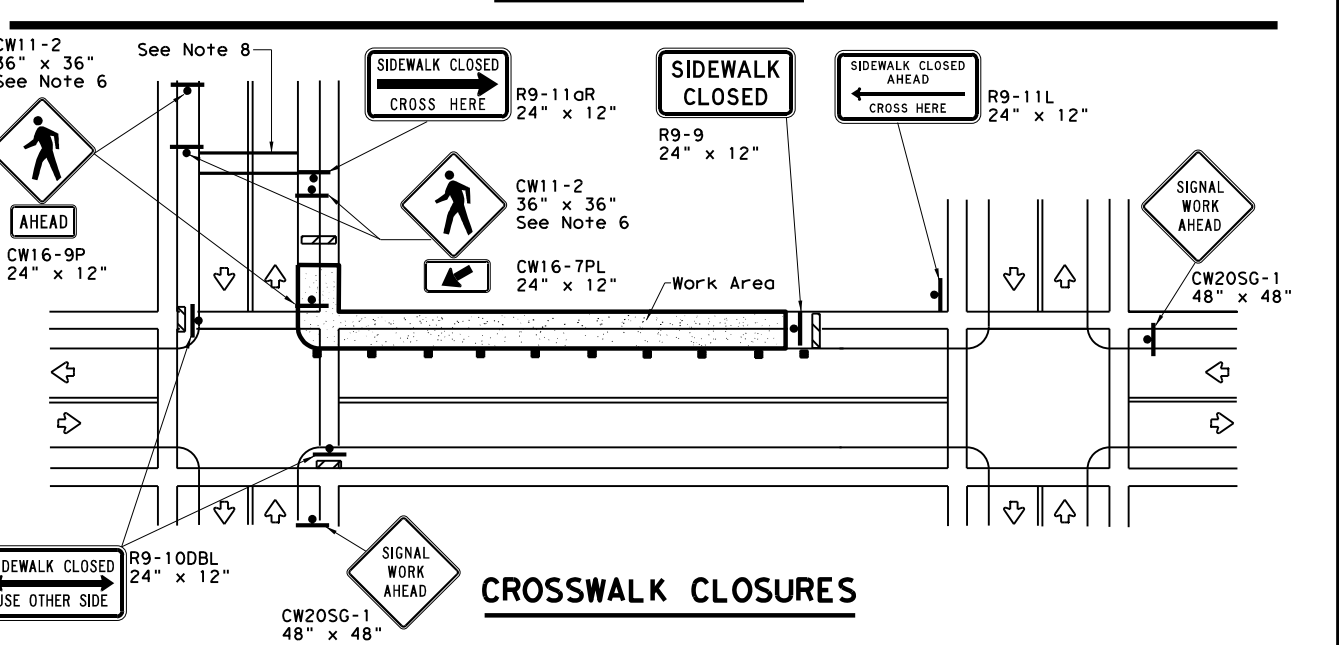 CW11-2
36" x 36"
See Note 6
AHEAD
CW16-9P
24" x 12"
See Note 8
SIDEWALK CLOSED
CROSS HERE
R9-11aR
24" x 12"
CW11-2
36" x 36"
See Note 6
CW16-7PL
24" x 12"
SIDEWALK
CLOSED
R9-9
24" x 12"
SIDEWALK CLOSED
AHEAD
CROSS HERE
R9-11L
24" x 12"
SIGNAL
WORK
AHEAD
CW20SG-1
48" x 48"
Work Area
DEWALK CLOSED
USE OTHER SIDE
R9-10DBL
24" x 12"
SIGNAL
WORK
AHEAD
CW20SG-1
48" x 48"
CROSSWALK CLOSURES